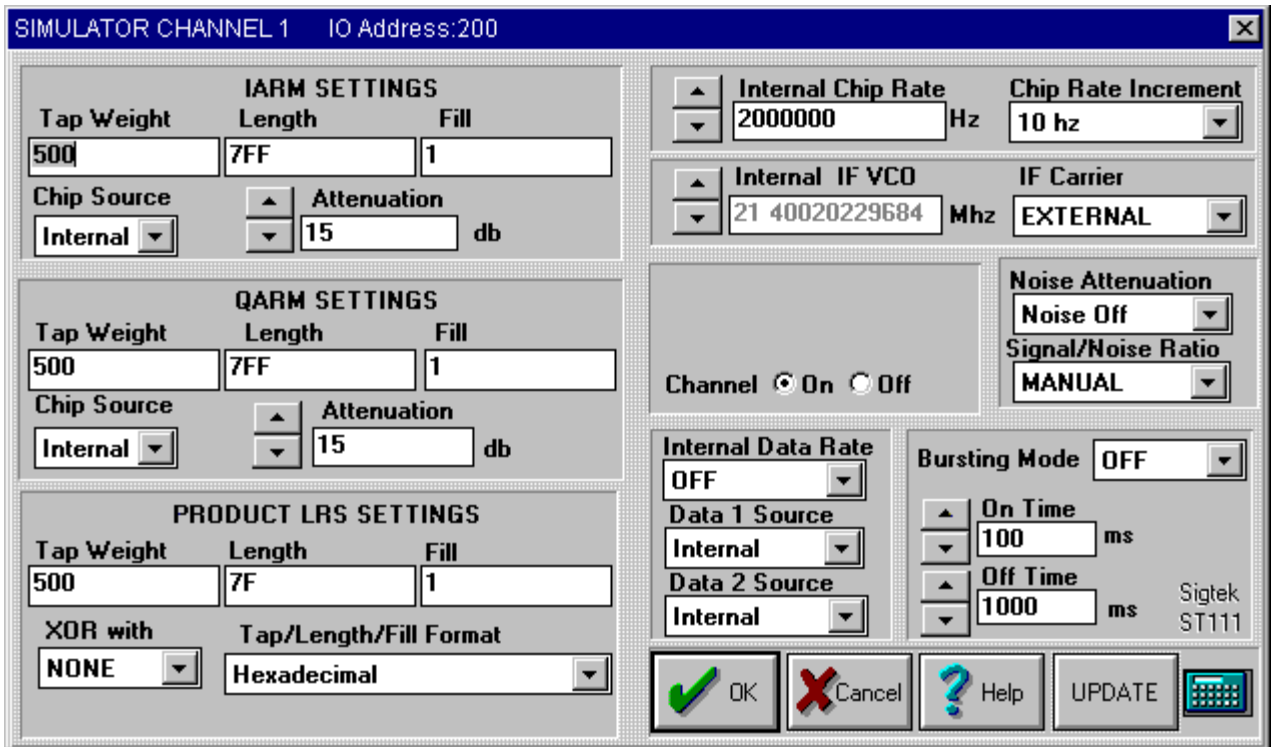 SIMULATOR CHANNEL 1 IO Address:200
IARM SETTINGS
Tap Weight Length Fill
500 7FF 1
Chip Source Attenuation
Internal 15 db
QARM SETTINGS
Tap Weight Length Fill
500 7FF 1
Chip Source Attenuation
Internal 15 db
PRODUCT LRS SETTINGS
Tap Weight Length Fill
500 7F 1
XOR with Tap/Length/Fill Format
NONE Hexadecimal
Internal Chip Rate Chip Rate Increment
2000000 Hz 10 hz
Internal IF VCO IF Carrier
21 40020229684 Mhz EXTERNAL
Channel On Off
Noise Attenuation
Noise Off
Signal/Noise Ratio
MANUAL
Internal Data Rate
OFF
Data 1 Source
Internal
Data 2 Source
Internal
Bursting Mode OFF
On Time
100 ms
Off Time
1000 ms
Sigtek
ST111
OK Cancel Help UPDATE